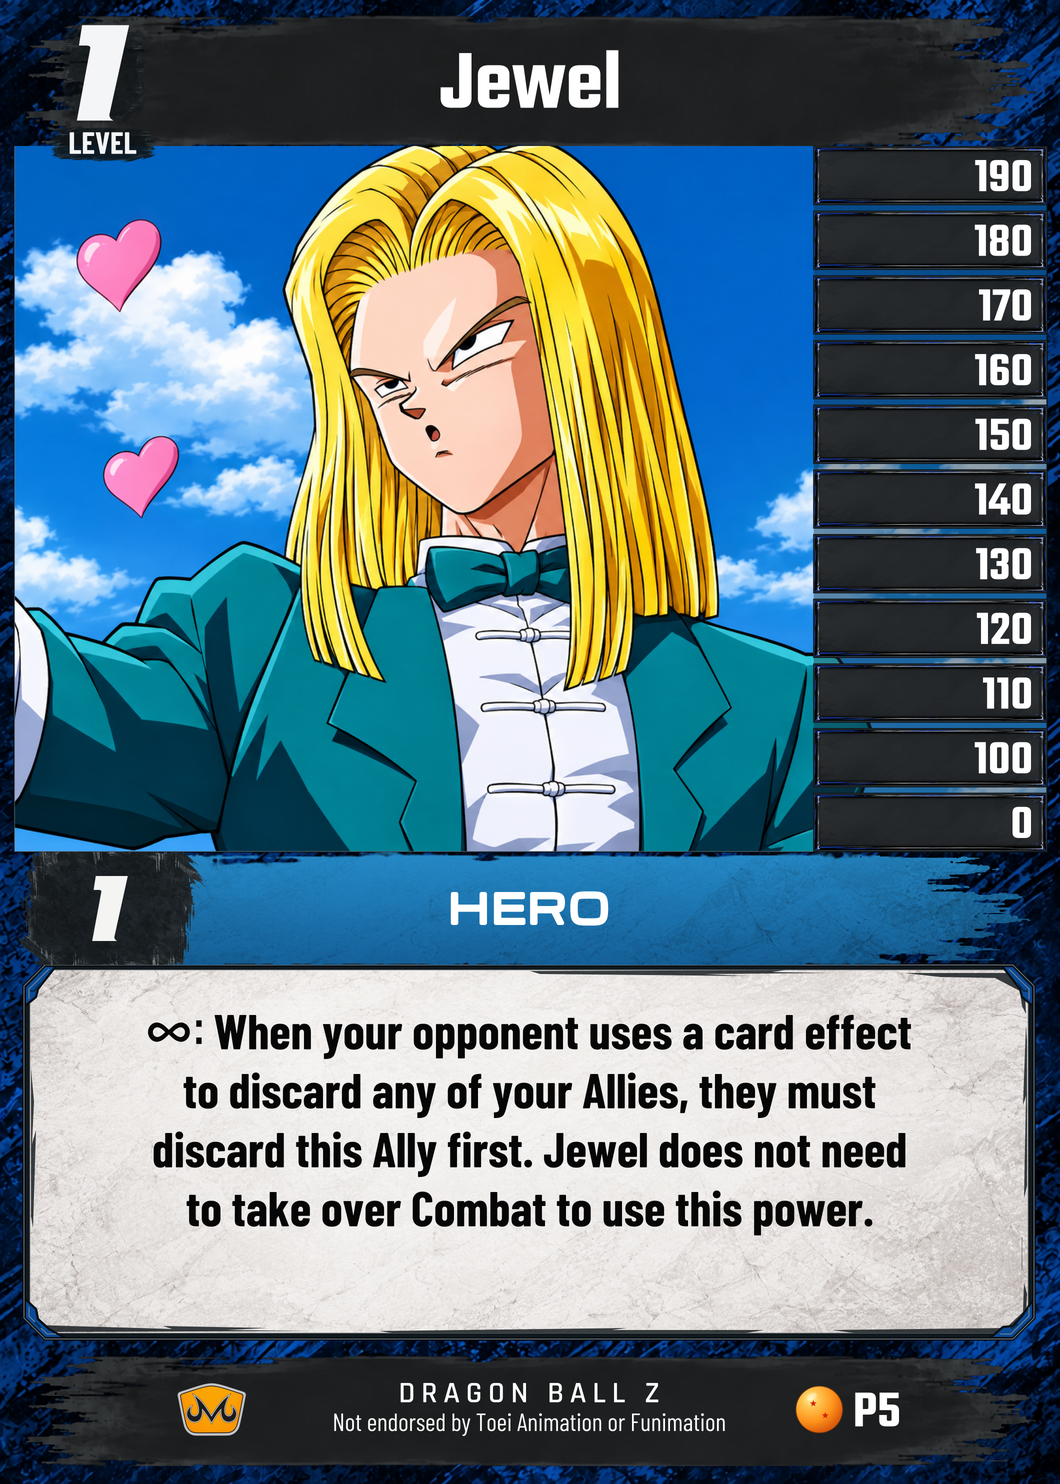 1
LEVEL
Jewel
190
180
170
160
150
140
130
120
110
100
0
1
HERO
∞: When your opponent uses a card effect
to discard any of your Allies, they must
discard this Ally first. Jewel does not need
to take over Combat to use this power.
DRAGON BALL Z
Not endorsed by Toei Animation or Funimation
P5